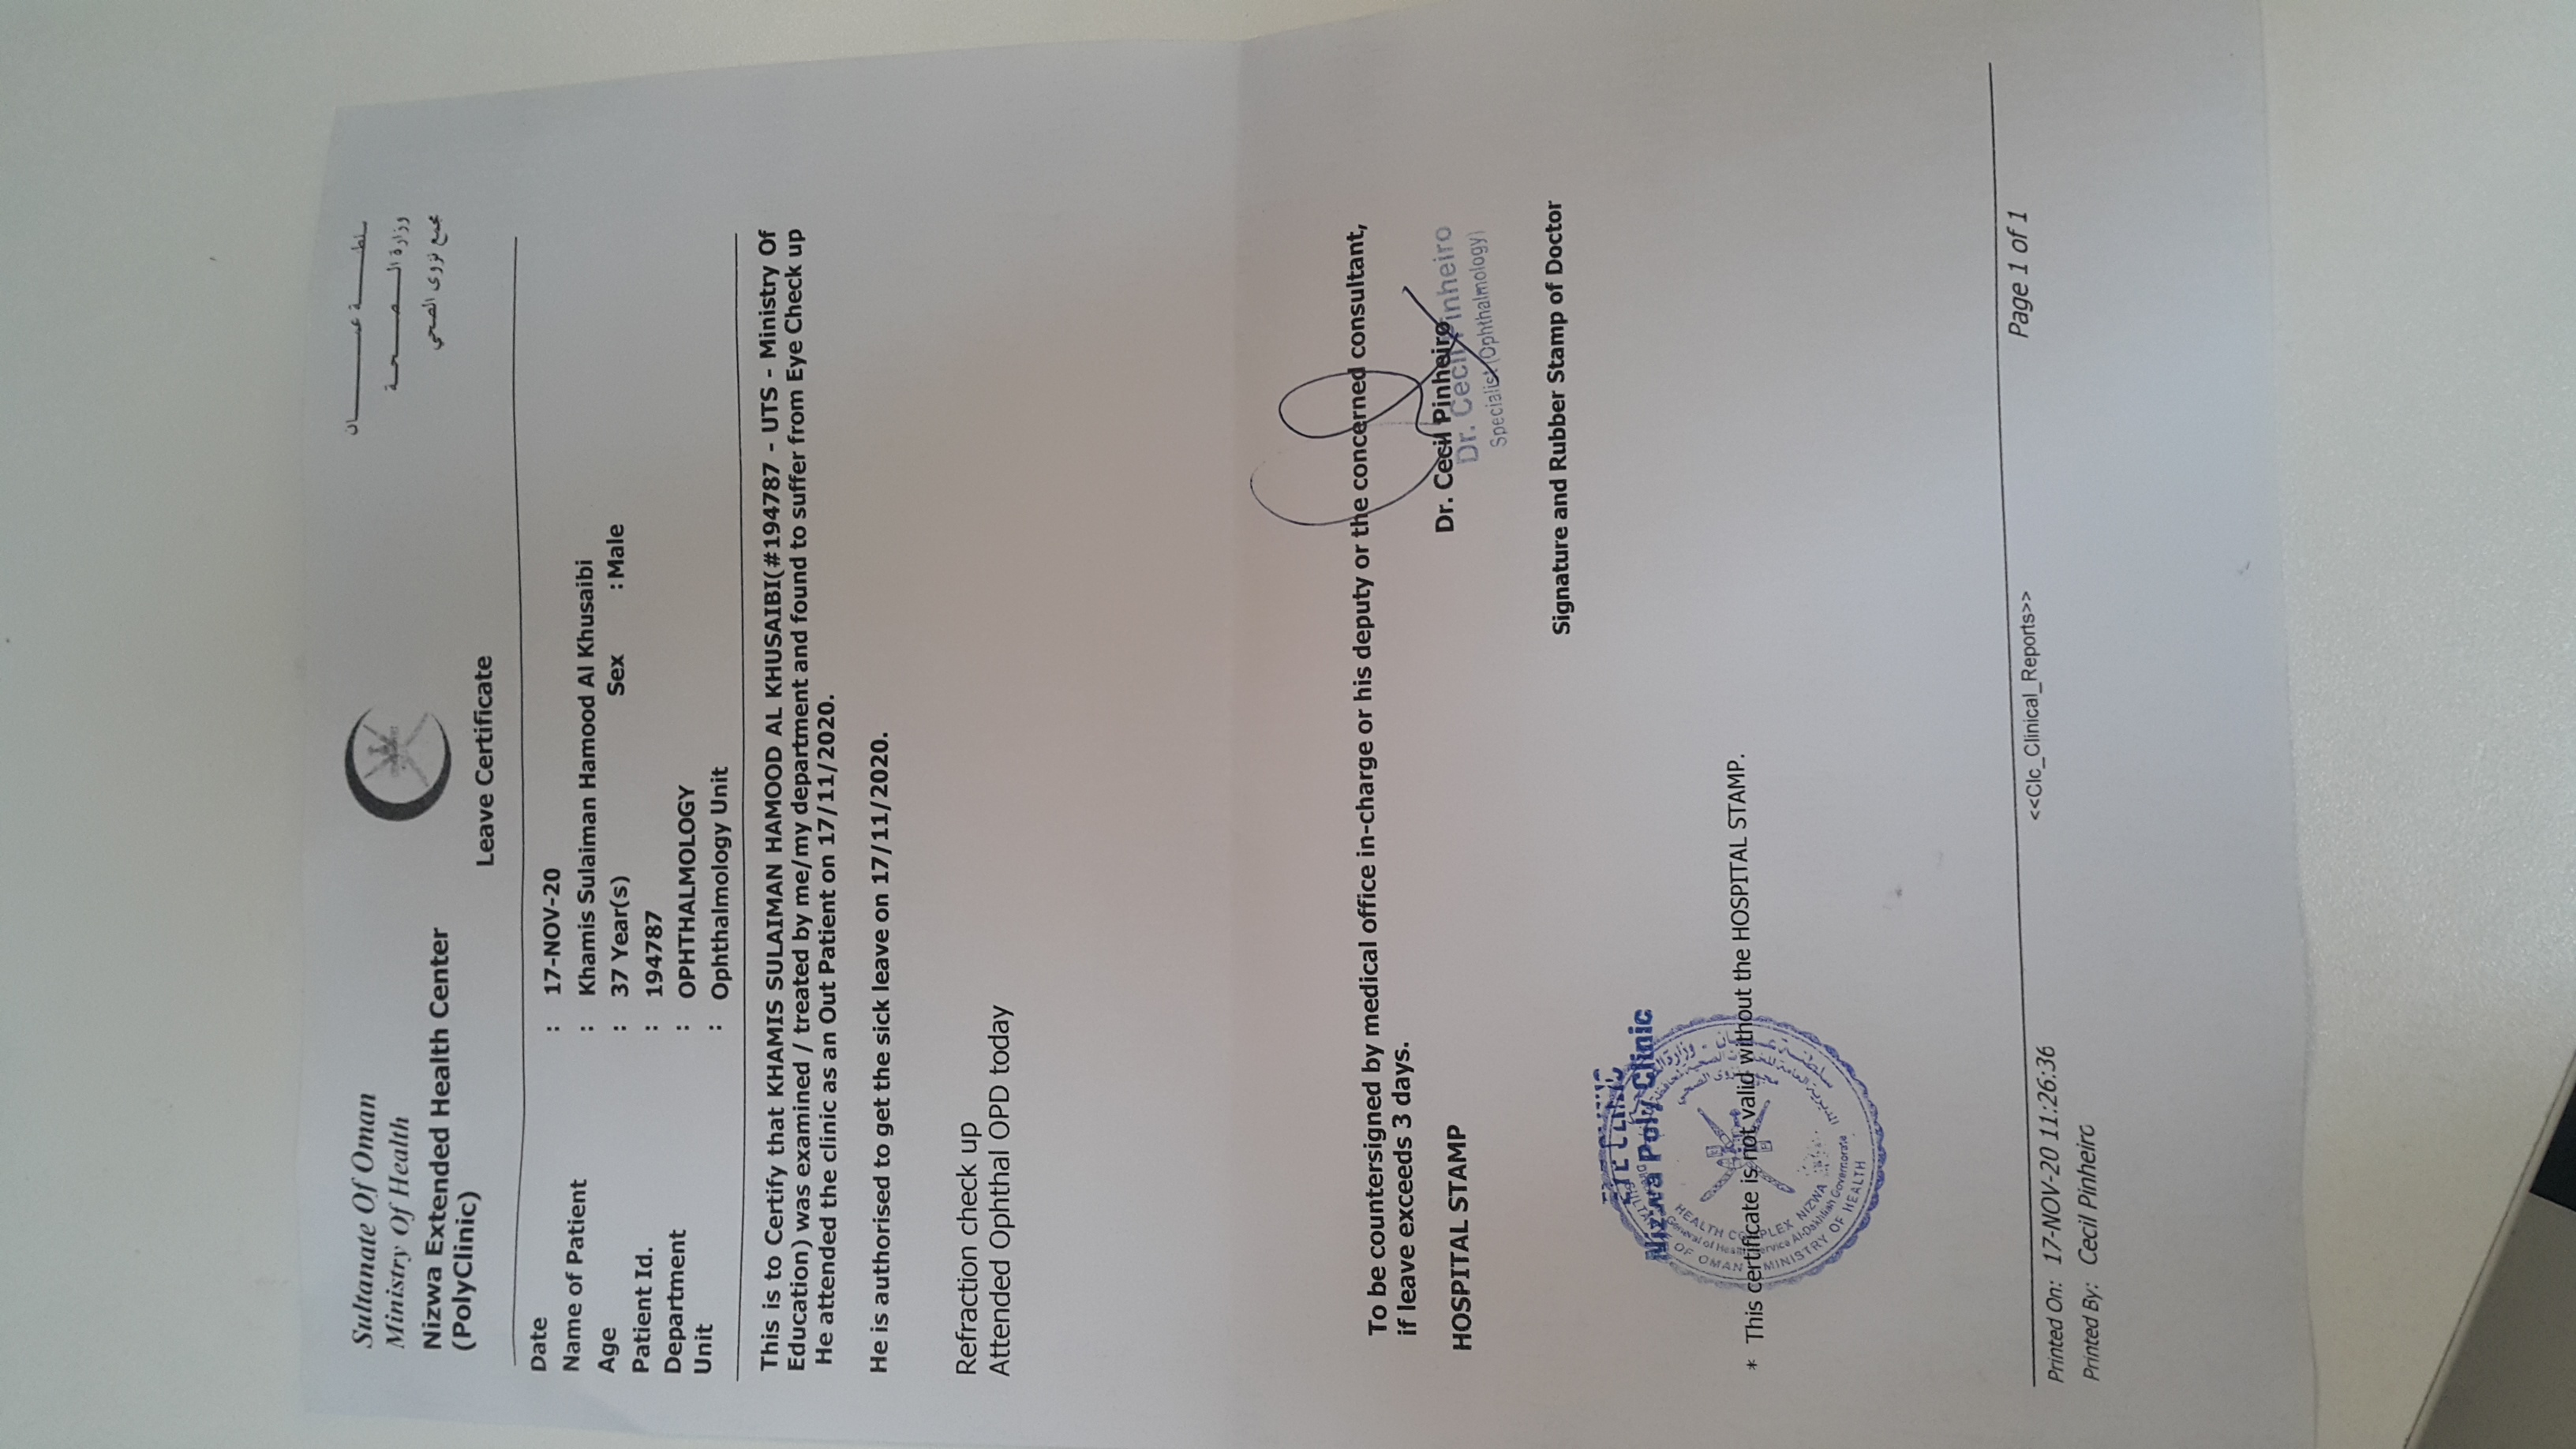 Sultanate Of Oman
Ministry Of Health
Nizwa Extended Health Center
(PolyClinic)
سلطنة عمان
وزارة الصحة
مجمع نزوى الصحي
Leave Certificate
Date : 17-NOV-20
Name of Patient : Khamis Sulaiman Hamood Al Khusaibi
Age : 37 Year(s) Sex : Male
Patient Id. : 194787
Department : OPHTHALMOLOGY
Unit : Ophthalmology Unit
This is to Certify that KHAMIS SULAIMAN HAMOOD AL KHUSAIBI(#194787 - UTS - Ministry Of
Education) was examined / treated by me/my department and found to suffer from Eye Check up
He attended the clinic as an Out Patient on 17/11/2020.
He is authorised to get the sick leave on 17/11/2020.
Refraction check up
Attended Ophthal OPD today
To be countersigned by medical office in-charge or his deputy or the concerned consultant,
if leave exceeds 3 days.
HOSPITAL STAMP
Dr. Cecil Pinheiro
Dr. Cecil Pinheiro
Specialist (Ophthalmology)
Signature and Rubber Stamp of Doctor
EYE CLINIC
Nizwa Poly Clinic
HEALTH COMPLEX NIZWA
Al-Dakhliah Governorate
OF OMAN MINISTRY OF HEALTH
* This certificate is not valid without the HOSPITAL STAMP.
Printed On: 17-NOV-20 11:26:36
<<Clc_Clinical_Reports>>
Page 1 of 1
Printed By: Cecil Pinheiro